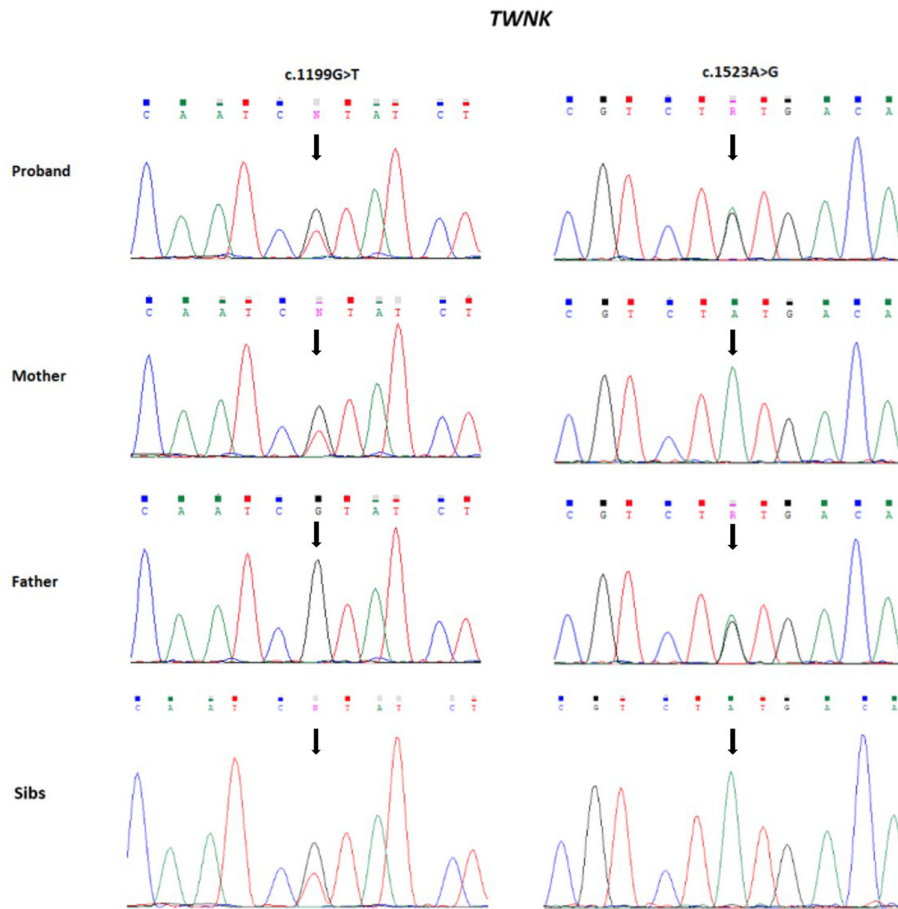 TWNK
c.1199G>T
c.1523A>G
C A A T C N T A T C T
C G T C T R T G A C A
Proband
C A A T C N T A T C T
C G T C T A T G A C A
Mother
C A A T C G T A T C T
C G T C T R T G A C A
Father
C A A T C N T A T C T
C G T C T A T G A C A
Sibs